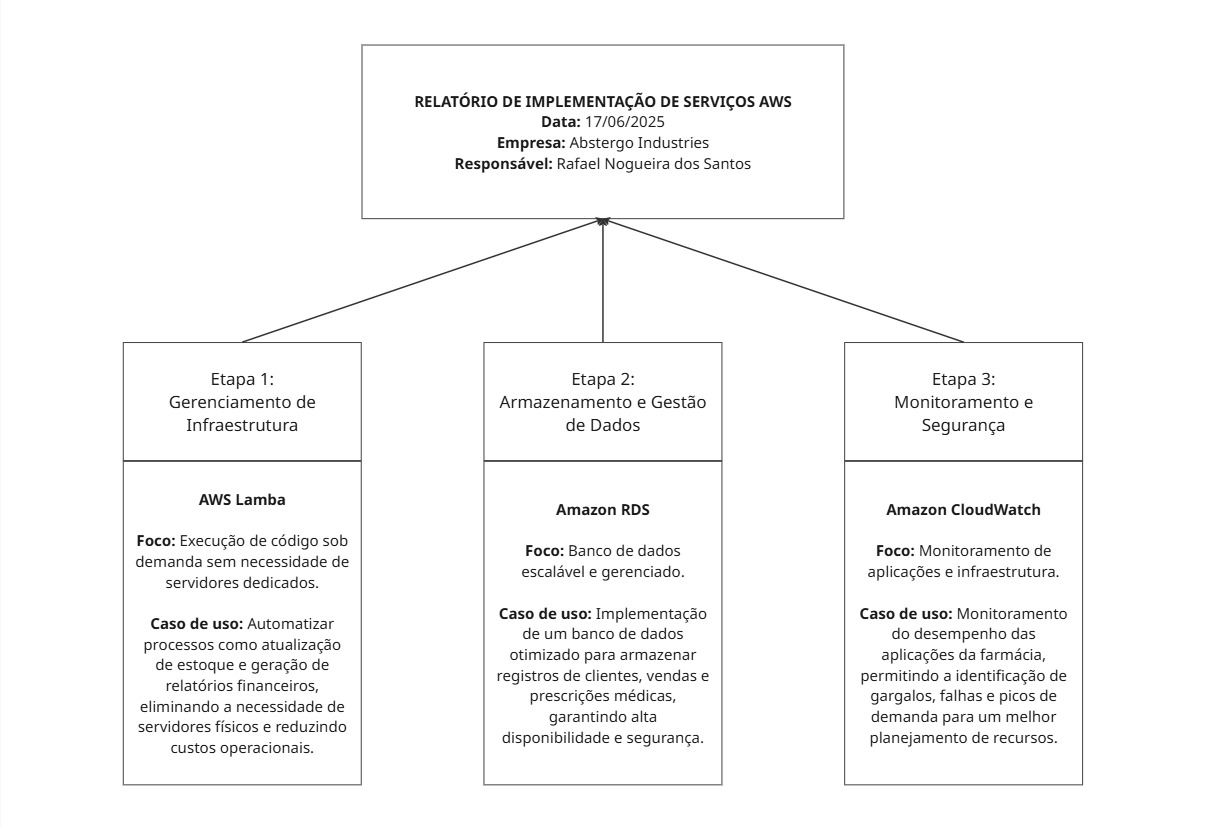 RELATÓRIO DE IMPLEMENTAÇÃO DE SERVIÇOS AWS
Data: 17/06/2025
Empresa: Abstergo Industries
Responsável: Rafael Nogueira dos Santos
Etapa 1:
Gerenciamento de
Infraestrutura
AWS Lamba
Foco: Execução de código sob
demanda sem necessidade de
servidores dedicados.
Caso de uso: Automatizar
processos como atualização
de estoque e geração de
relatórios financeiros,
eliminando a necessidade de
servidores físicos e reduzindo
custos operacionais.
Etapa 2:
Armazenamento e Gestão
de Dados
Amazon RDS
Foco: Banco de dados
escalável e gerenciado.
Caso de uso: Implementação
de um banco de dados
otimizado para armazenar
registros de clientes, vendas e
prescrições médicas,
garantindo alta
disponibilidade e segurança.
Etapa 3:
Monitoramento e
Segurança
Amazon CloudWatch
Foco: Monitoramento de
aplicações e infraestrutura.
Caso de uso: Monitoramento
do desempenho das
aplicações da farmácia,
permitindo a identificação de
gargalos, falhas e picos de
demanda para um melhor
planejamento de recursos.